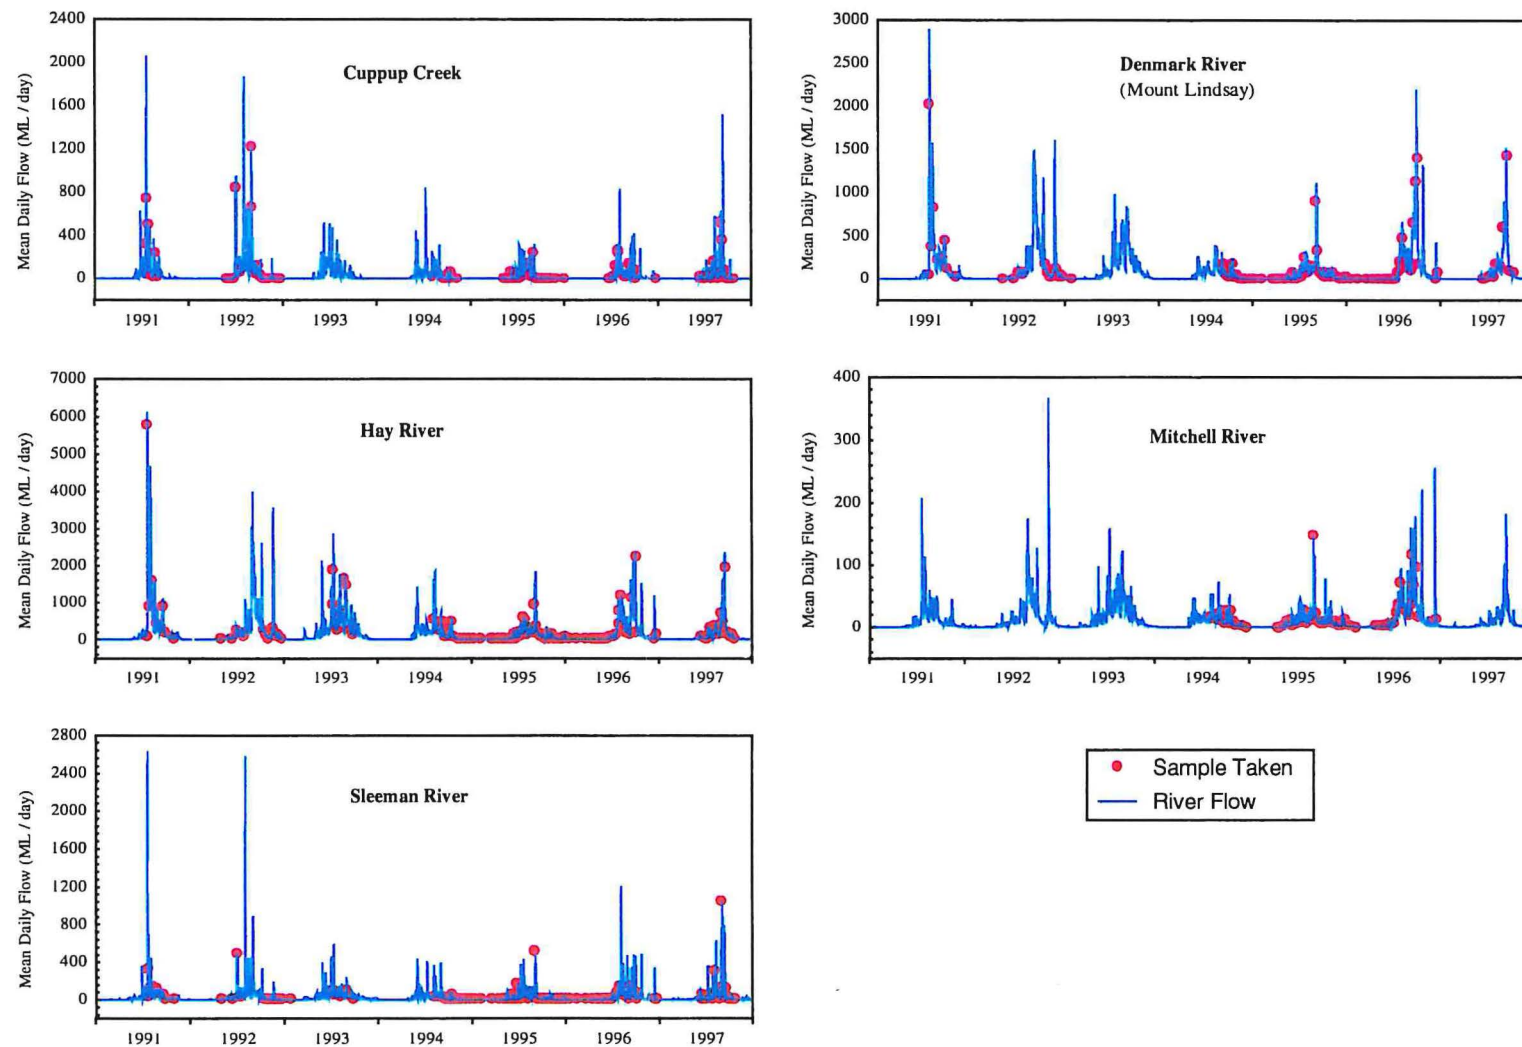 Cuppup Creek
Mean Daily Flow (ML / day)
2400
2000
1600
1200
800
400
0
1991 1992 1993 1994 1995 1996 1997
Denmark River
(Mount Lindsay)
Mean Daily Flow (ML / day)
3000
2500
2000
1500
1000
500
0
1991 1992 1993 1994 1995 1996 1997
Hay River
Mean Daily Flow (ML / day)
7000
6000
5000
4000
3000
2000
1000
0
1991 1992 1993 1994 1995 1996 1997
Mitchell River
Mean Daily Flow (ML / day)
400
300
200
100
0
1991 1992 1993 1994 1995 1996 1997
Sleeman River
Mean Daily Flow (ML / day)
2800
2400
2000
1600
1200
800
400
0
1991 1992 1993 1994 1995 1996 1997
Sample Taken
River Flow